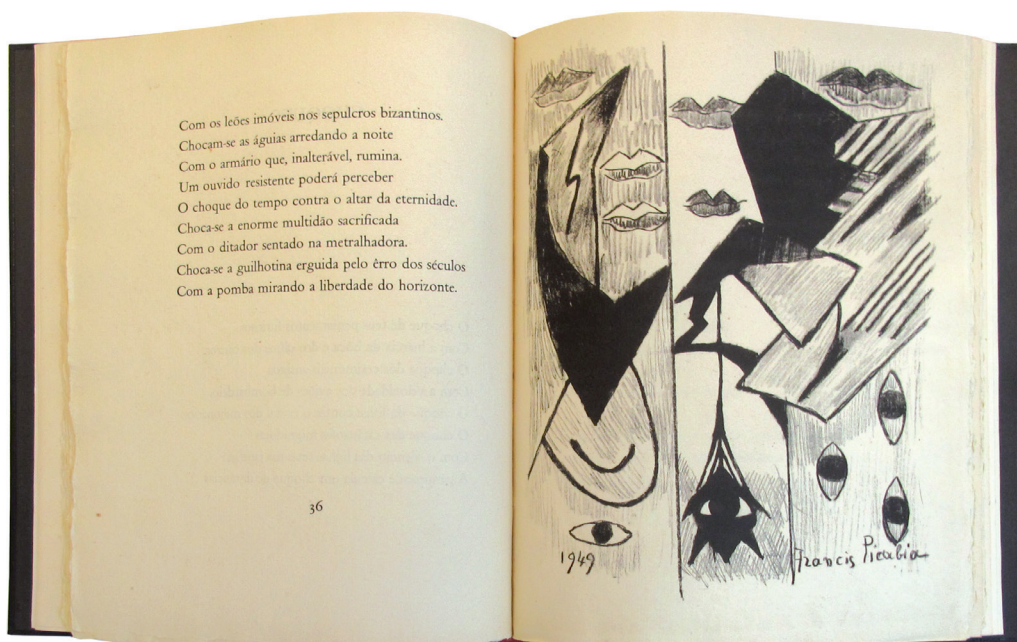 Com os leões imóveis nos sepulcros bizantinos.
Chocam-se as águias arredando a noite
Com o armário que, inalterável, rumina.
Um ouvido resistente poderá perceber
O choque do tempo contra o altar da eternidade.
Choca-se a enorme multidão sacrificada
Com o ditador sentado na metralhadora.
Choca-se a guilhotina erguida pelo êrro dos séculos
Com a pomba mirando a liberdade do horizonte.
36
1949
Francis Picabia